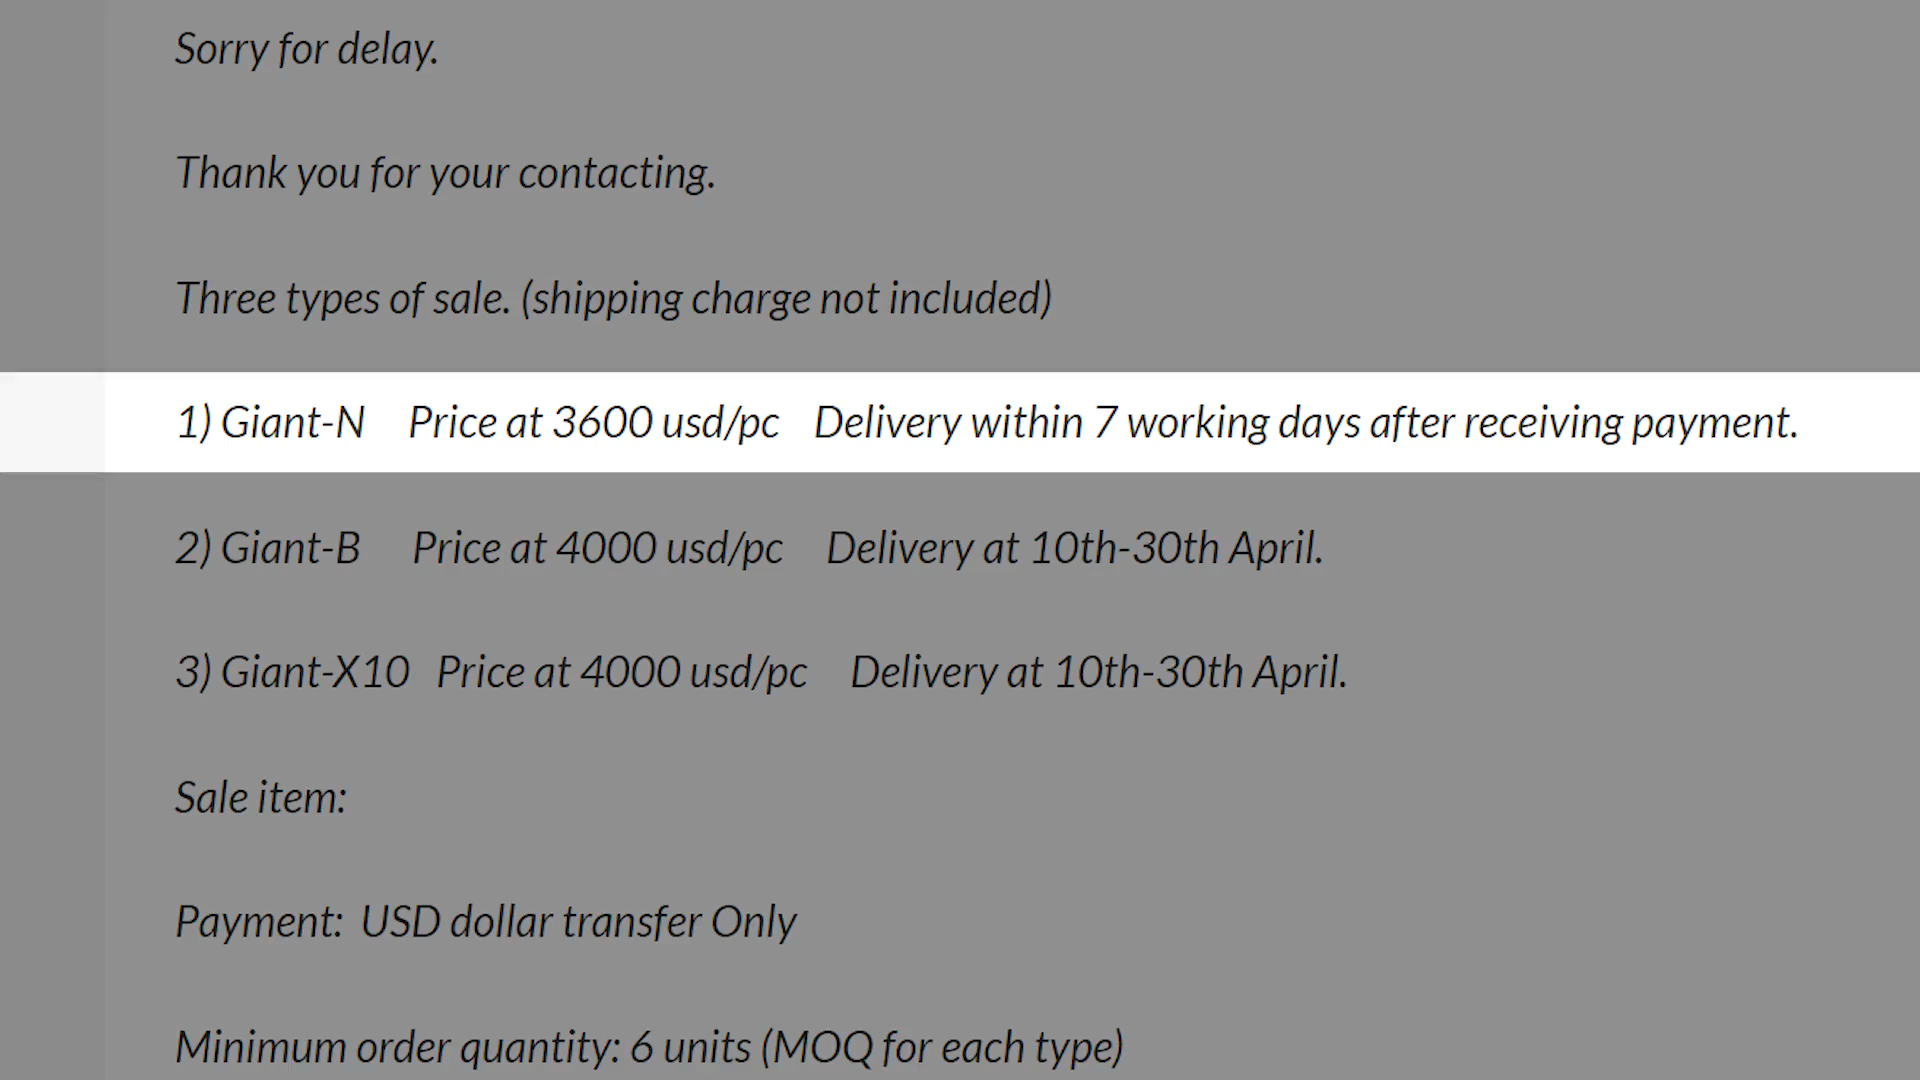 Sorry for delay.
Thank you for your contacting.
Three types of sale. (shipping charge not included)
1) Giant-N Price at 3600 usd/pc Delivery within 7 working days after receiving payment.
2) Giant-B Price at 4000 usd/pc Delivery at 10th-30th April.
3) Giant-X10 Price at 4000 usd/pc Delivery at 10th-30th April.
Sale item:
Payment: USD dollar transfer Only
Minimum order quantity: 6 units (MOQ for each type)